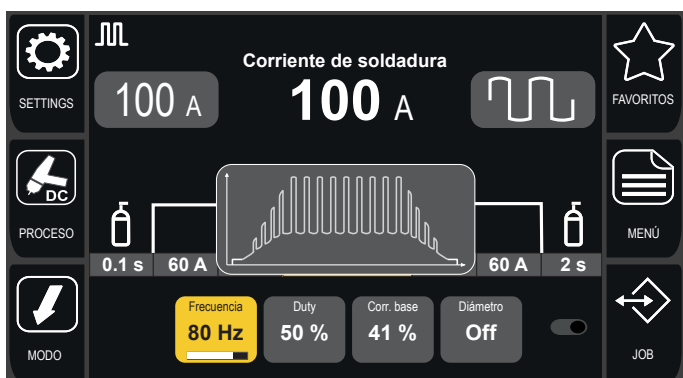 SETTINGS
PROCESO
DC
MODO
Corriente de soldadura
100 A
100 A
0.1 s
60 A
60 A
2 s
Frecuencia
80 Hz
Duty
50 %
Corr. base
41 %
Diámetro
Off
FAVORITOS
MENÚ
JOB